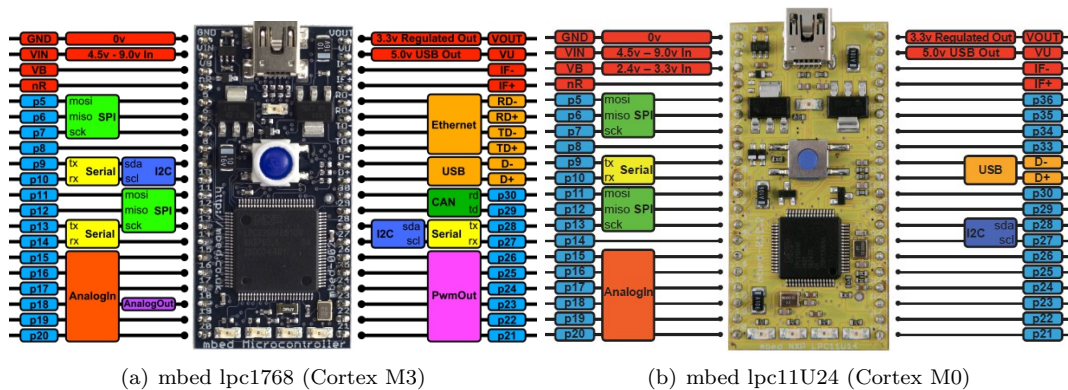 GND 0v 3.3v Regulated Out VOUT
VIN 4.5v - 9.0v In 5.0v USB Out VU
VB IF-
nR IF+
p5 mosi RD-
p6 miso SPI RD+
p7 sck Ethernet TD-
p8 TD+
p9 tx Serial sda I2C USB D-
p10 rx scl D+
p11 mosi CAN rd p30
p12 miso SPI td p29
p13 tx Serial sck I2C sda Serial tx p28
p14 rx scl rx p27
p15 p26
p16 p25
p17 AnalogIn PwmOut p24
p18 AnalogOut p23
p19 p22
p20 p21
mbed Microcontroller
(a) mbed lpc1768 (Cortex M3)
GND 0v 3.3v Regulated Out VOUT
VIN 4.5v - 9.0v In 5.0v USB Out VU
VB 2.4v - 3.3v In IF-
nR IF+
p5 mosi p36
p6 miso SPI p35
p7 sck p34
p8 p33
p9 tx Serial USB D-
p10 rx D+
p11 mosi p30
p12 miso SPI p29
p13 sck I2C sda p28
p14 scl p27
p15 p26
p16 p25
p17 AnalogIn p24
p18 p23
p19 p22
p20 p21
mbed NXP LPC11U24
(b) mbed lpc11U24 (Cortex M0)